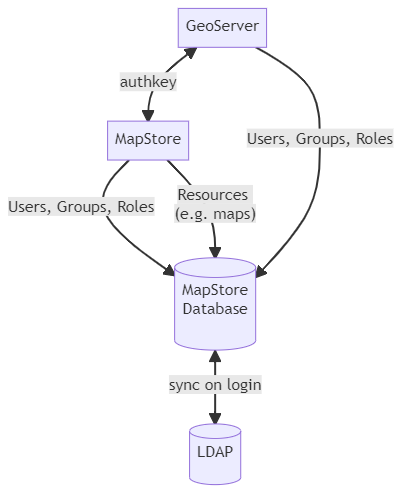 GeoServer
authkey
MapStore
Users, Groups, Roles
Users, Groups, Roles
Resources
(e.g. maps)
MapStore
Database
sync on login
LDAP